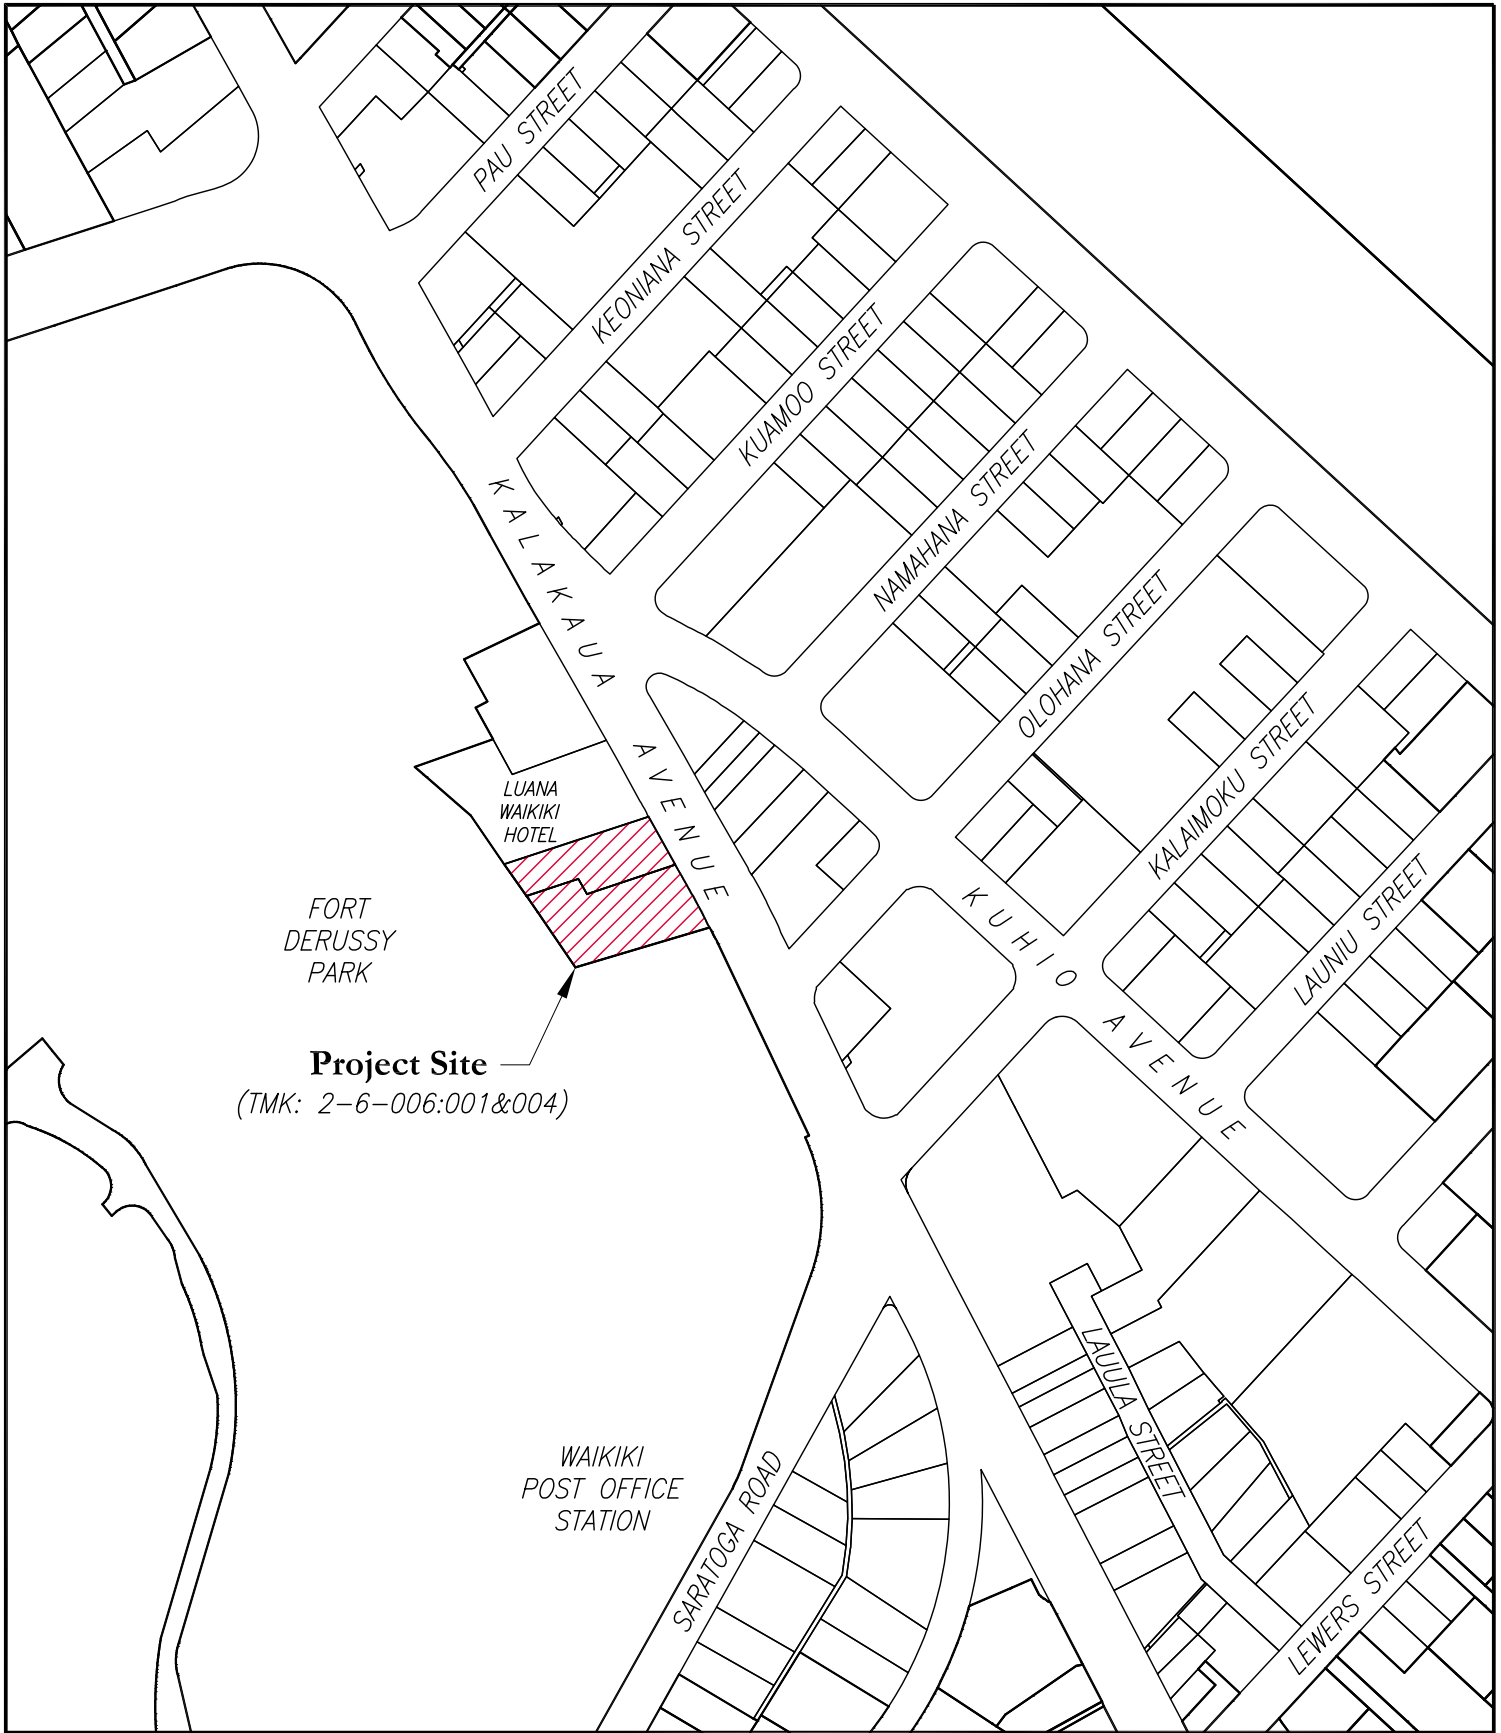 PAU STREET
KEONIANA STREET
KUAMOO STREET
NAMAHANA STREET
KALAKAUA AVENUE
OLOHANA STREET
KALAIMOKU STREET
LUANA
WAIKIKI
HOTEL
LAUNIU STREET
KUHIO AVENUE
FORT
DERUSSY
PARK
Project Site
(TMK: 2-6-006:001&004)
LAUULA STREET
WAIKIKI
POST OFFICE
STATION
SARATOGA ROAD
LEWERS STREET